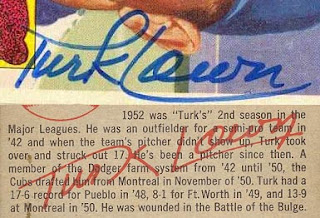 Turk Lown
1952 was "Turk's" 2nd season in the
Major Leagues. He was an outfielder for a semi-pro team in
'42 and when the team's pitcher didn't show up, Turk took
over and struck out 17. He's been a pitcher since then. A
member of the Dodger farm system from '42 until '50, the
Cubs drafted him from Montreal in November of '50. Turk had a
17-6 record for Pueblo in '48, 8-1 for Ft. Worth in '49, and 13-9
at Montreal in '50. He was wounded in the Battle of the Bulge.
Turk Lown